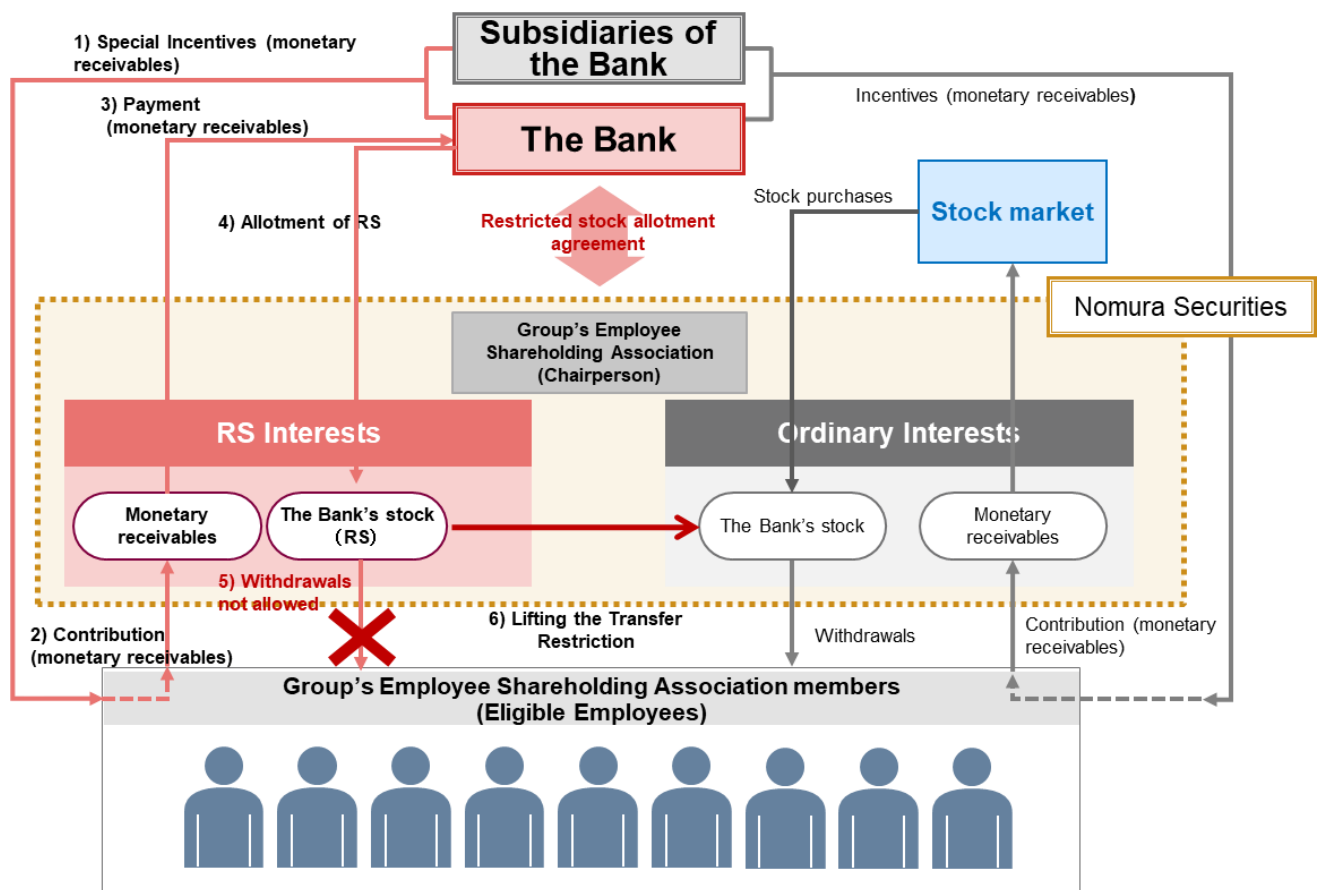 1) Special Incentives (monetary
receivables)
Subsidiaries of
the Bank
Incentives (monetary receivables)
3) Payment
(monetary receivables)
The Bank
4) Allotment of RS
Restricted stock allotment
agreement
Stock purchases
Stock market
Nomura Securities
Group's Employee
Shareholding Association
(Chairperson)
RS Interests
Ordinary Interests
Monetary
receivables
The Bank's stock
(RS)
The Bank's stock
Monetary
receivables
5) Withdrawals
not allowed
2) Contribution
(monetary receivables)
6) Lifting the Transfer
Restriction
Withdrawals
Contribution (monetary
receivables)
Group's Employee Shareholding Association members
(Eligible Employees)